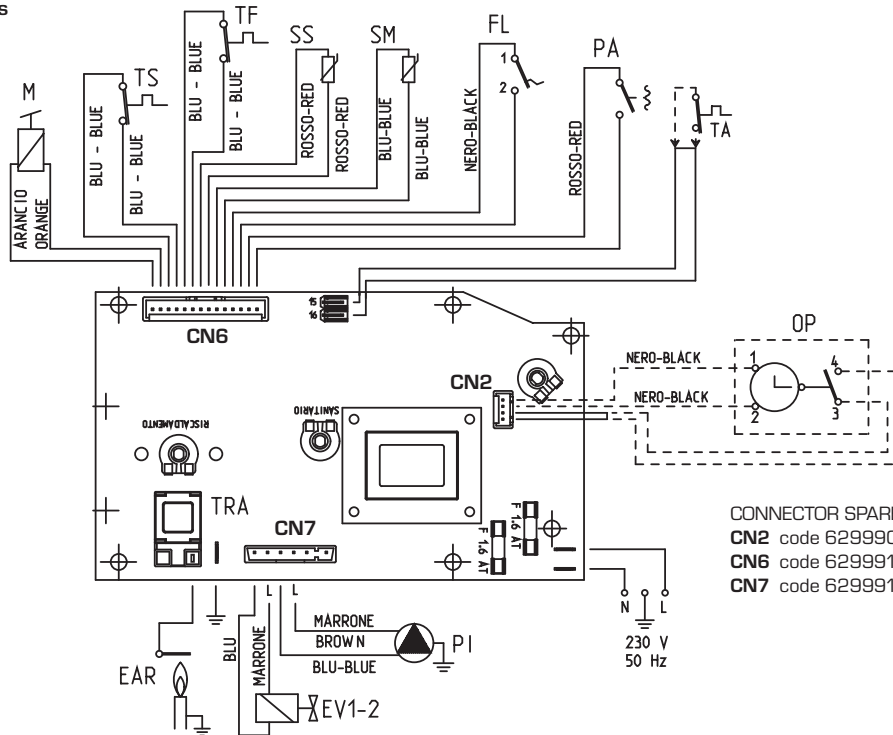 s
TF
SS
SM
FL
PA
TS
M
TA
BLU - BLUE
BLU - BLUE
BLU - BLUE
BLU - BLUE
ROSSO-RED
ROSSO-RED
BLU-BLUE
BLU-BLUE
NERO-BLACK
1
2
ROSSO-RED
ARANCIO
ORANGE
15
16
CN6
CN2
OP
NERO-BLACK
NERO-BLACK
1
2
4
3
RISCALDAMENTO
SANITARIO
TRA
CN7
F 1.6 AT
F 1.6 AT
CONNECTOR SPAR
CN2 code 629990
CN6 code 629991
CN7 code 629991
L
L
N
L
230 V
50 Hz
MARRONE
BROWN
BLU-BLUE
PI
BLU
MARRONE
EAR
EV1-2